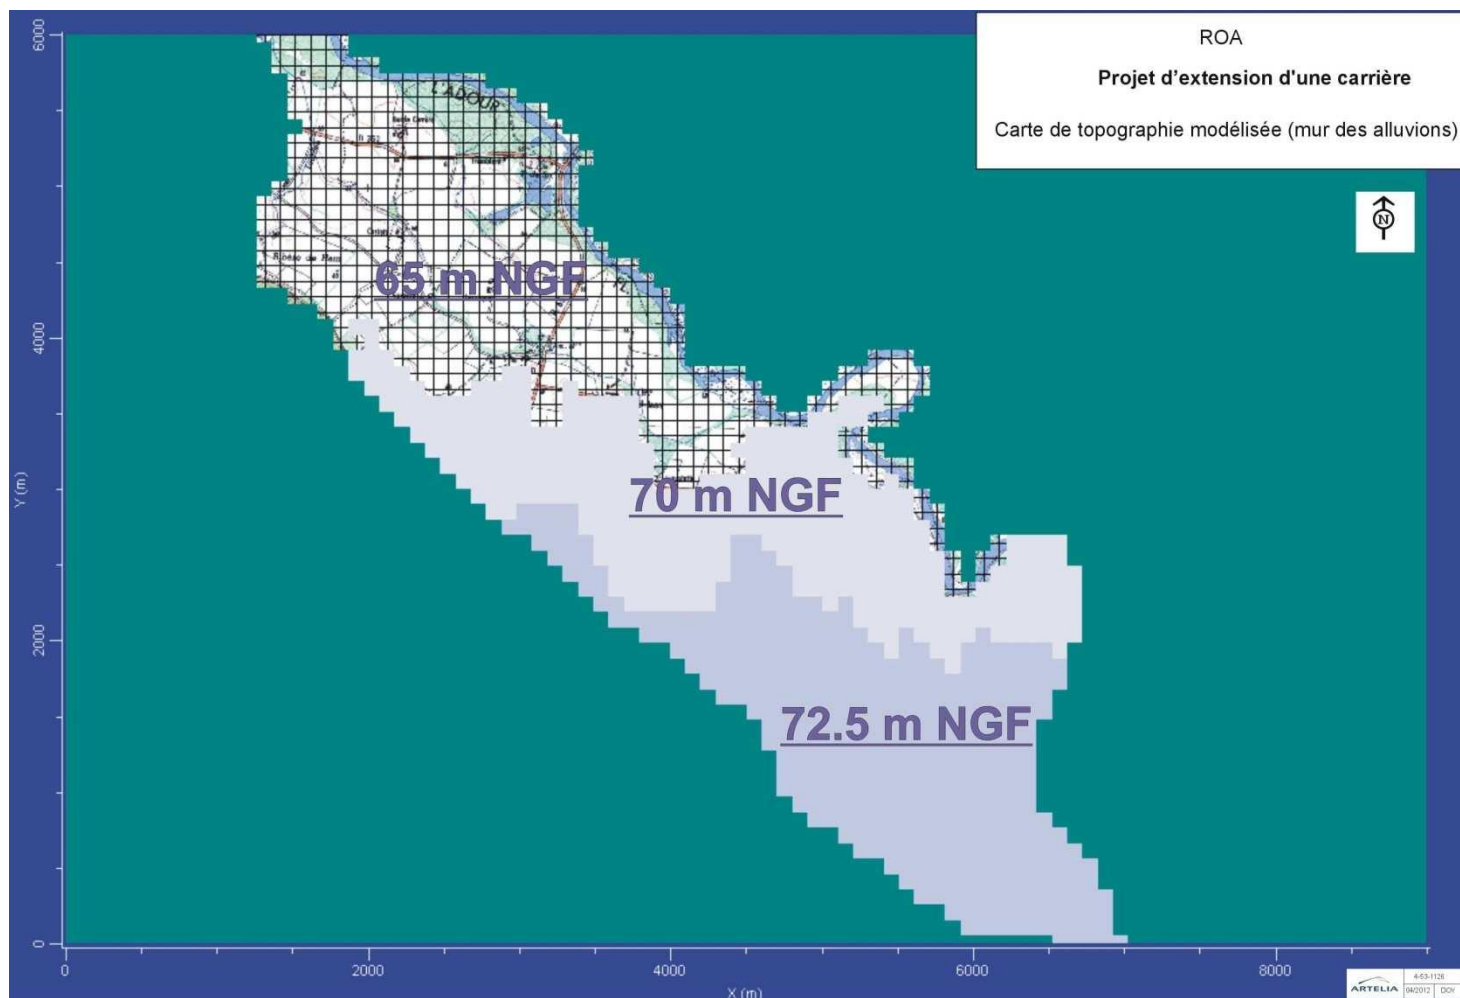 ROA
Projet d'extension d'une carrière
Carte de topographie modélisée (mur des alluvions)
N
6000
L'ADOUR
65 m NGF
FL.
4000
Y (m)
70 m NGF
2000
72.5 m NGF
0
0 2000 4000 6000 8000
X (m)
ARTELIA
4-53-1126
04/2012 DOV